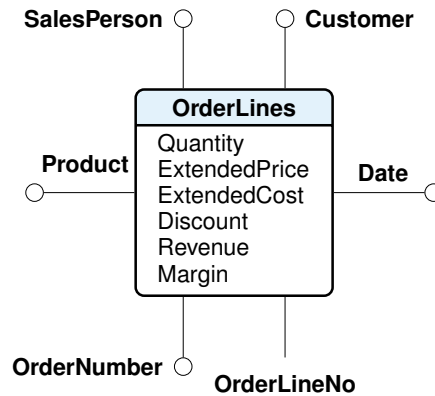 SalesPerson
Customer
OrderLines
Quantity
ExtendedPrice
ExtendedCost
Discount
Revenue
Margin
Product
Date
OrderNumber
OrderLineNo